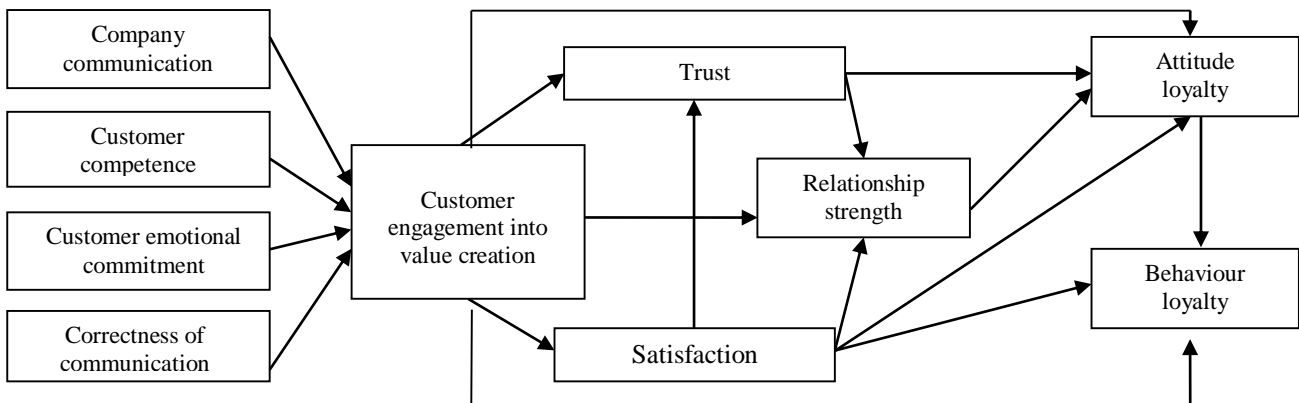 Company
communication
Customer
competence
Customer emotional
commitment
Correctness of
communication
Customer
engagement into
value creation
Trust
Satisfaction
Relationship
strength
Attitude
loyalty
Behaviour
loyalty